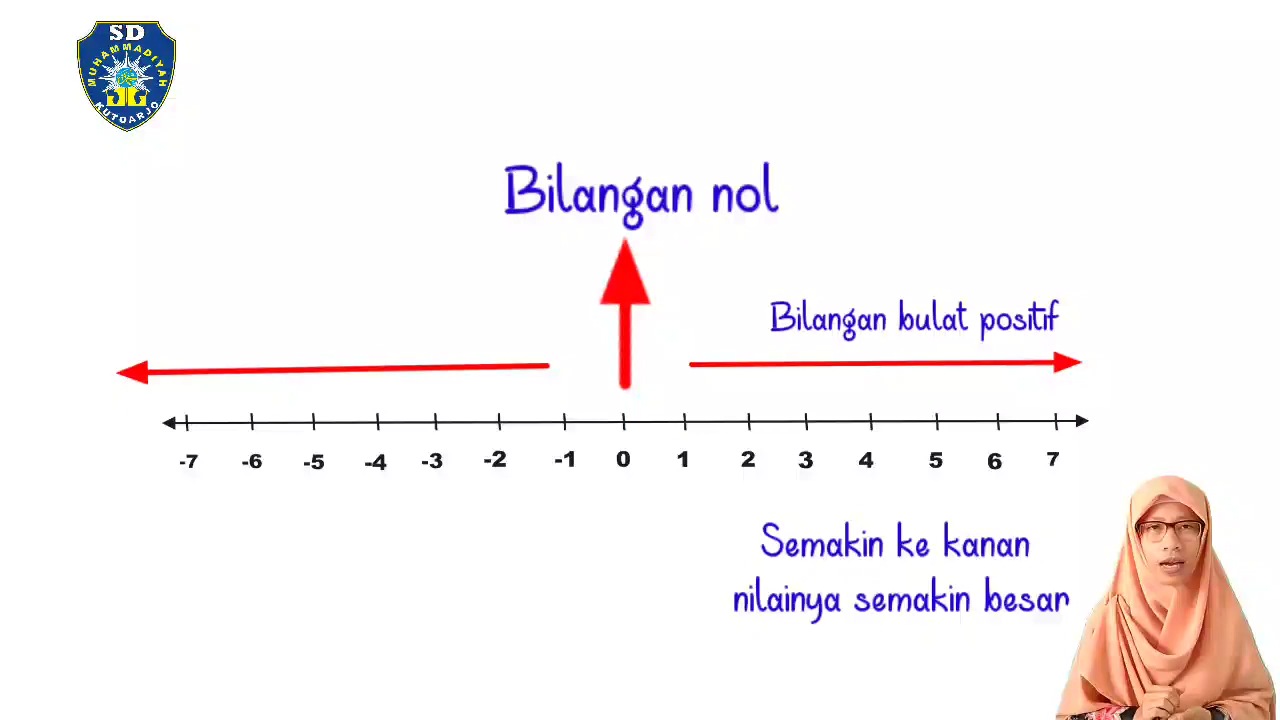 SD
MUHAMMADIYAH
KUTOARJO
Bilangan nol
Bilangan bulat positif
-7 -6 -5 -4 -3 -2 -1 0 1 2 3 4 5 6 7
Semakin ke kanan
nilainya semakin besar